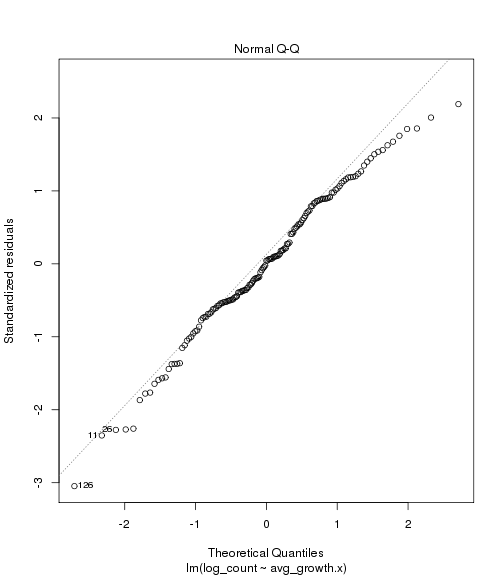 Normal Q-Q
Standardized residuals
2
1
0
-1
-2
-3
26
11
126
-2 -1 0 1 2
Theoretical Quantiles
lm(log_count ~ avg_growth.x)